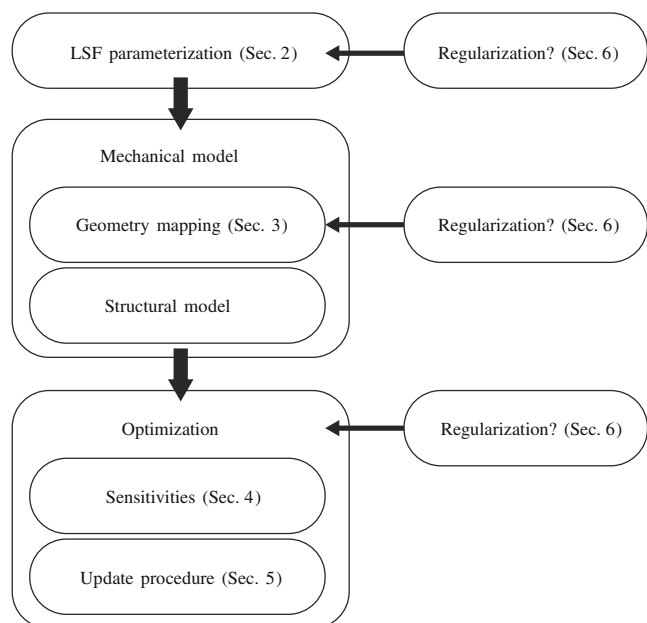 LSF parameterization (Sec. 2)
Regularization? (Sec. 6)
Mechanical model
Geometry mapping (Sec. 3)
Regularization? (Sec. 6)
Structural model
Optimization
Regularization? (Sec. 6)
Sensitivities (Sec. 4)
Update procedure (Sec. 5)